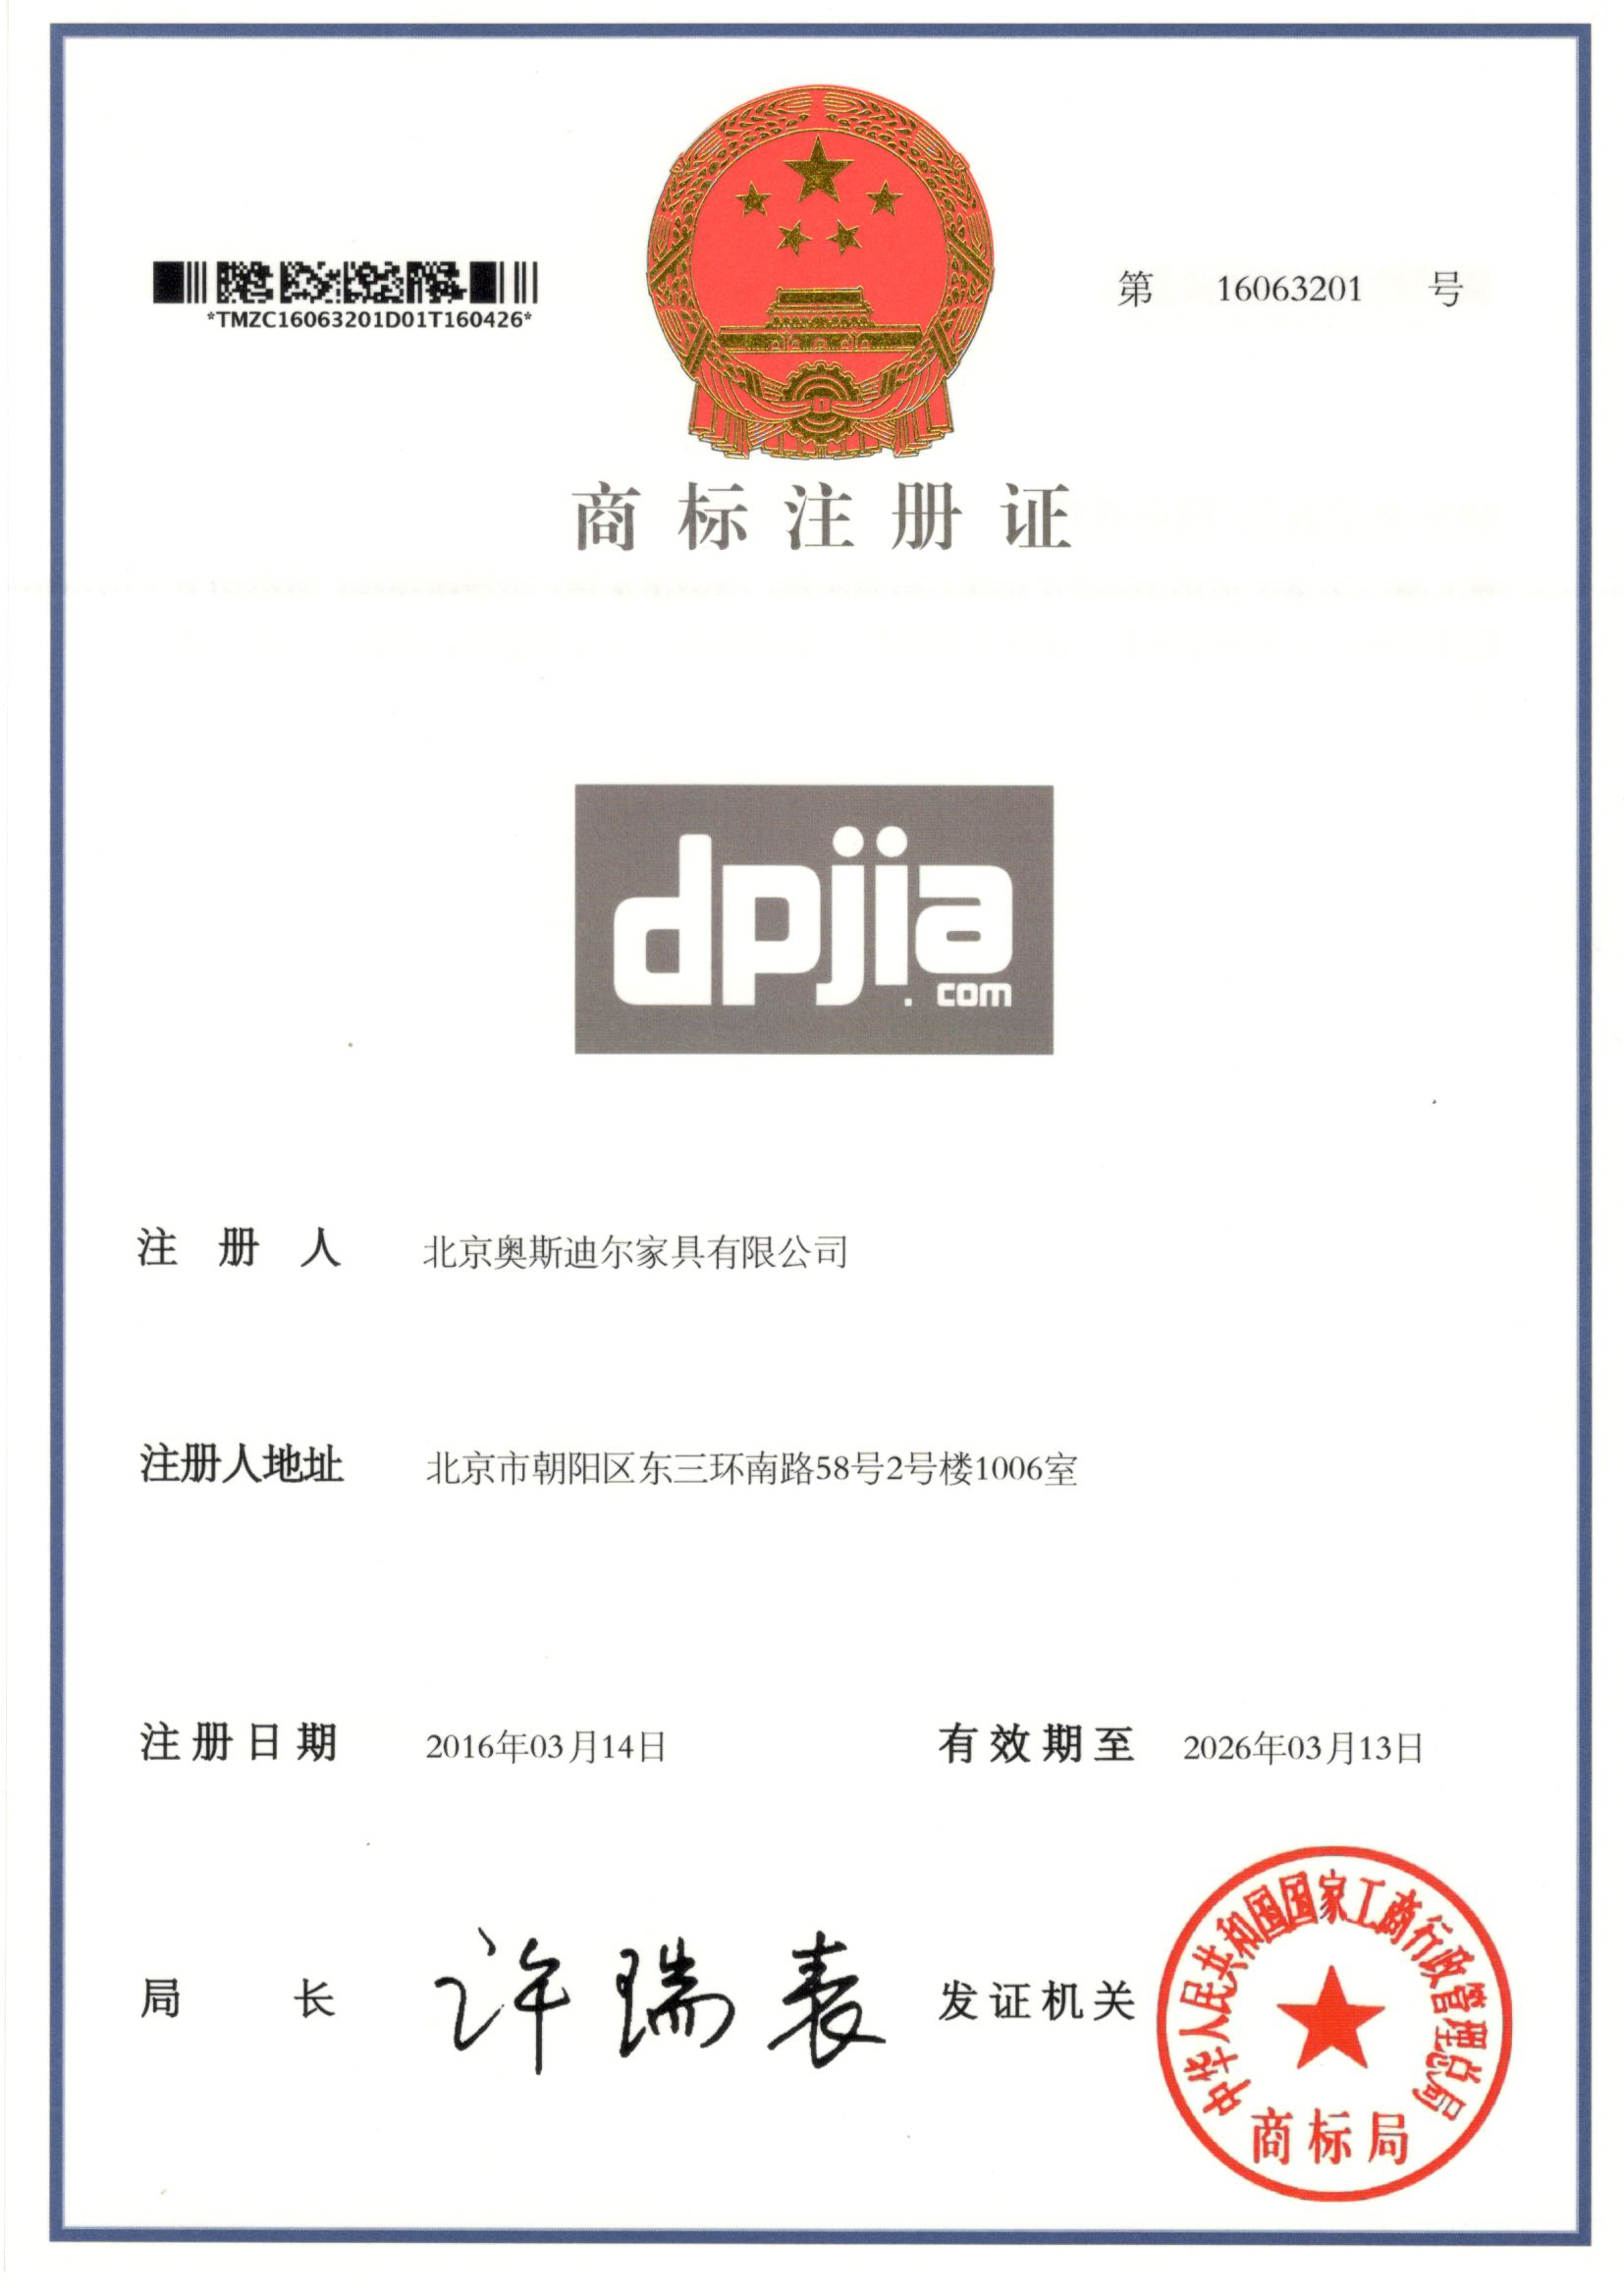 *TMZC16063201D01T160426*
第 16063201 号
商标注册证
dpjia
.com
注册人 北京奥斯迪尔家具有限公司
注册人地址 北京市朝阳区东三环南路58号2号楼1006室
注册日期 2016年03月14日 有效期至 2026年03月13日
局长 许瑞表 发证机关
中华人民共和国国家工商行政管理总局
商标局